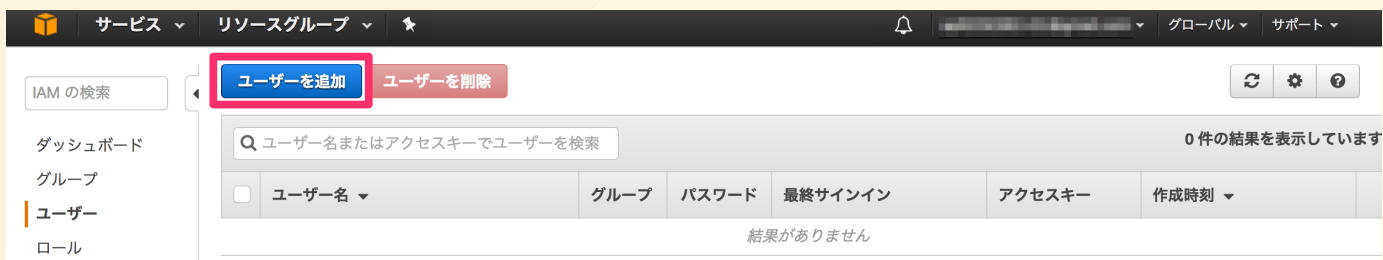 サービス リソースグループ グローバル サポート
IAM の検索 ユーザーを追加 ユーザーを削除
ダッシュボード
グループ
ユーザー
ロール
ユーザー名またはアクセスキーでユーザーを検索 0 件の結果を表示しています
ユーザー名 グループ パスワード 最終サインイン アクセスキー 作成時刻
結果がありません